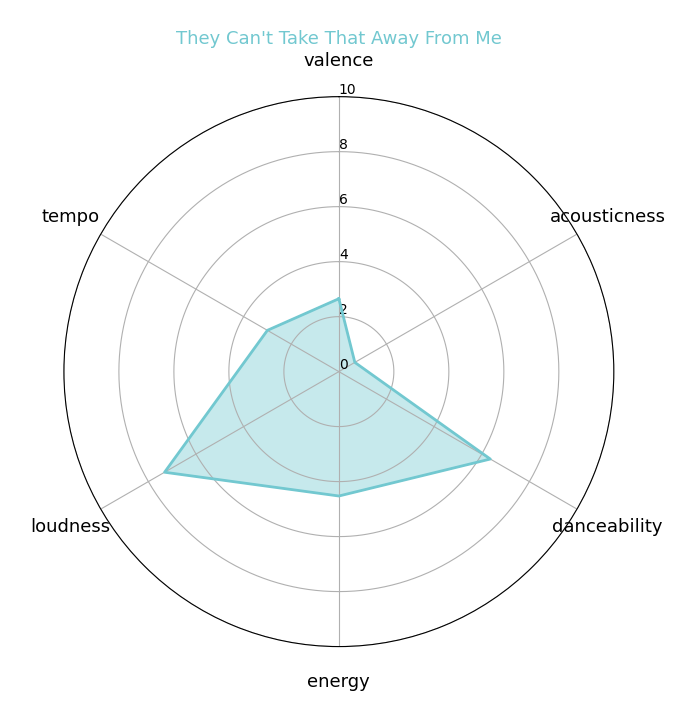 They Can't Take That Away From Me
valence
10
8
tempo
6
acousticness
4
2
0
loudness
danceability
energy